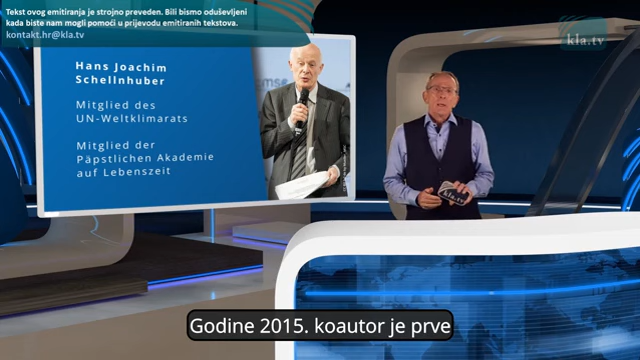 Tekst ovog emitiranja je strojno preveden. Bili bismo oduševljeni
kada biste nam mogli pomoći u prijevodu emitiranih tekstova.
kontakt.hr@kla.tv
kla.tv
Hans Joachim
Schellnhuber
Mitglied des
UN-Weltklimarats
Mitglied der
Päpstlichen Akademie
auf Lebenszeit
kla.tv
Godine 2015. koautor je prve